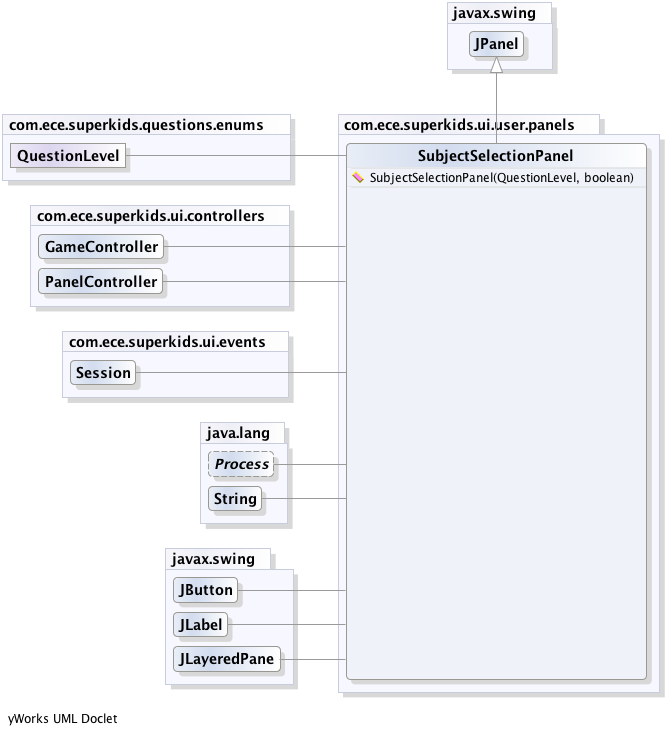 javax.swing
JPanel
com.ece.superkids.questions.enums
QuestionLevel
com.ece.superkids.ui.user.panels
SubjectSelectionPanel
SubjectSelectionPanel(QuestionLevel, boolean)
com.ece.superkids.ui.controllers
GameController
PanelController
com.ece.superkids.ui.events
Session
java.lang
Process
String
javax.swing
JButton
JLabel
JLayeredPane
yWorks UML Doclet